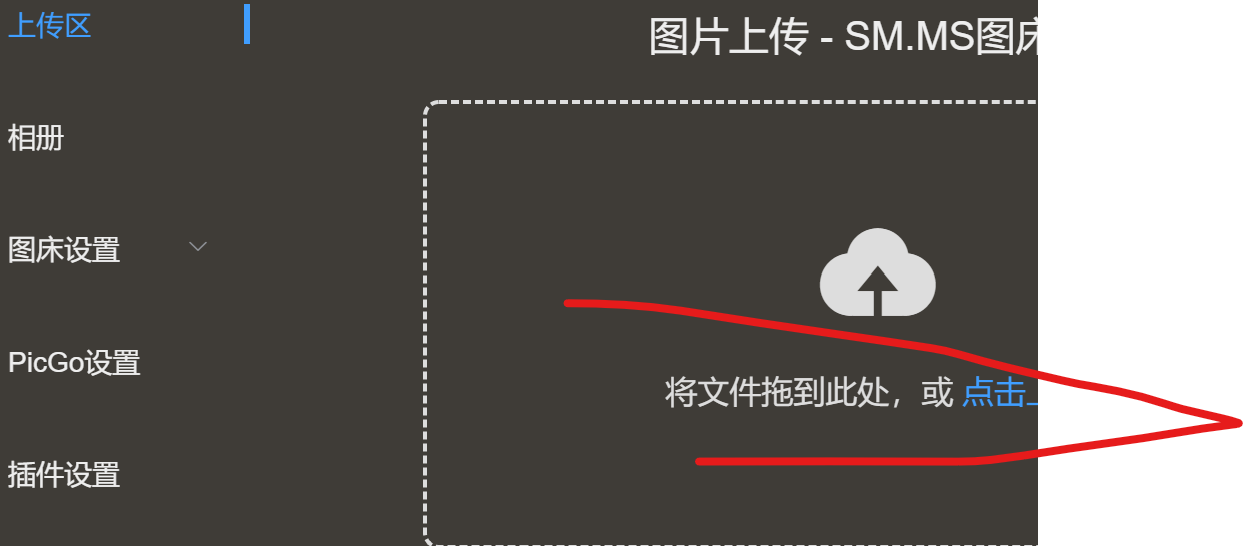 上传区
图片上传 - SM.MS图床
相册
图床设置
PicGo设置
将文件拖到此处，或 点击
插件设置